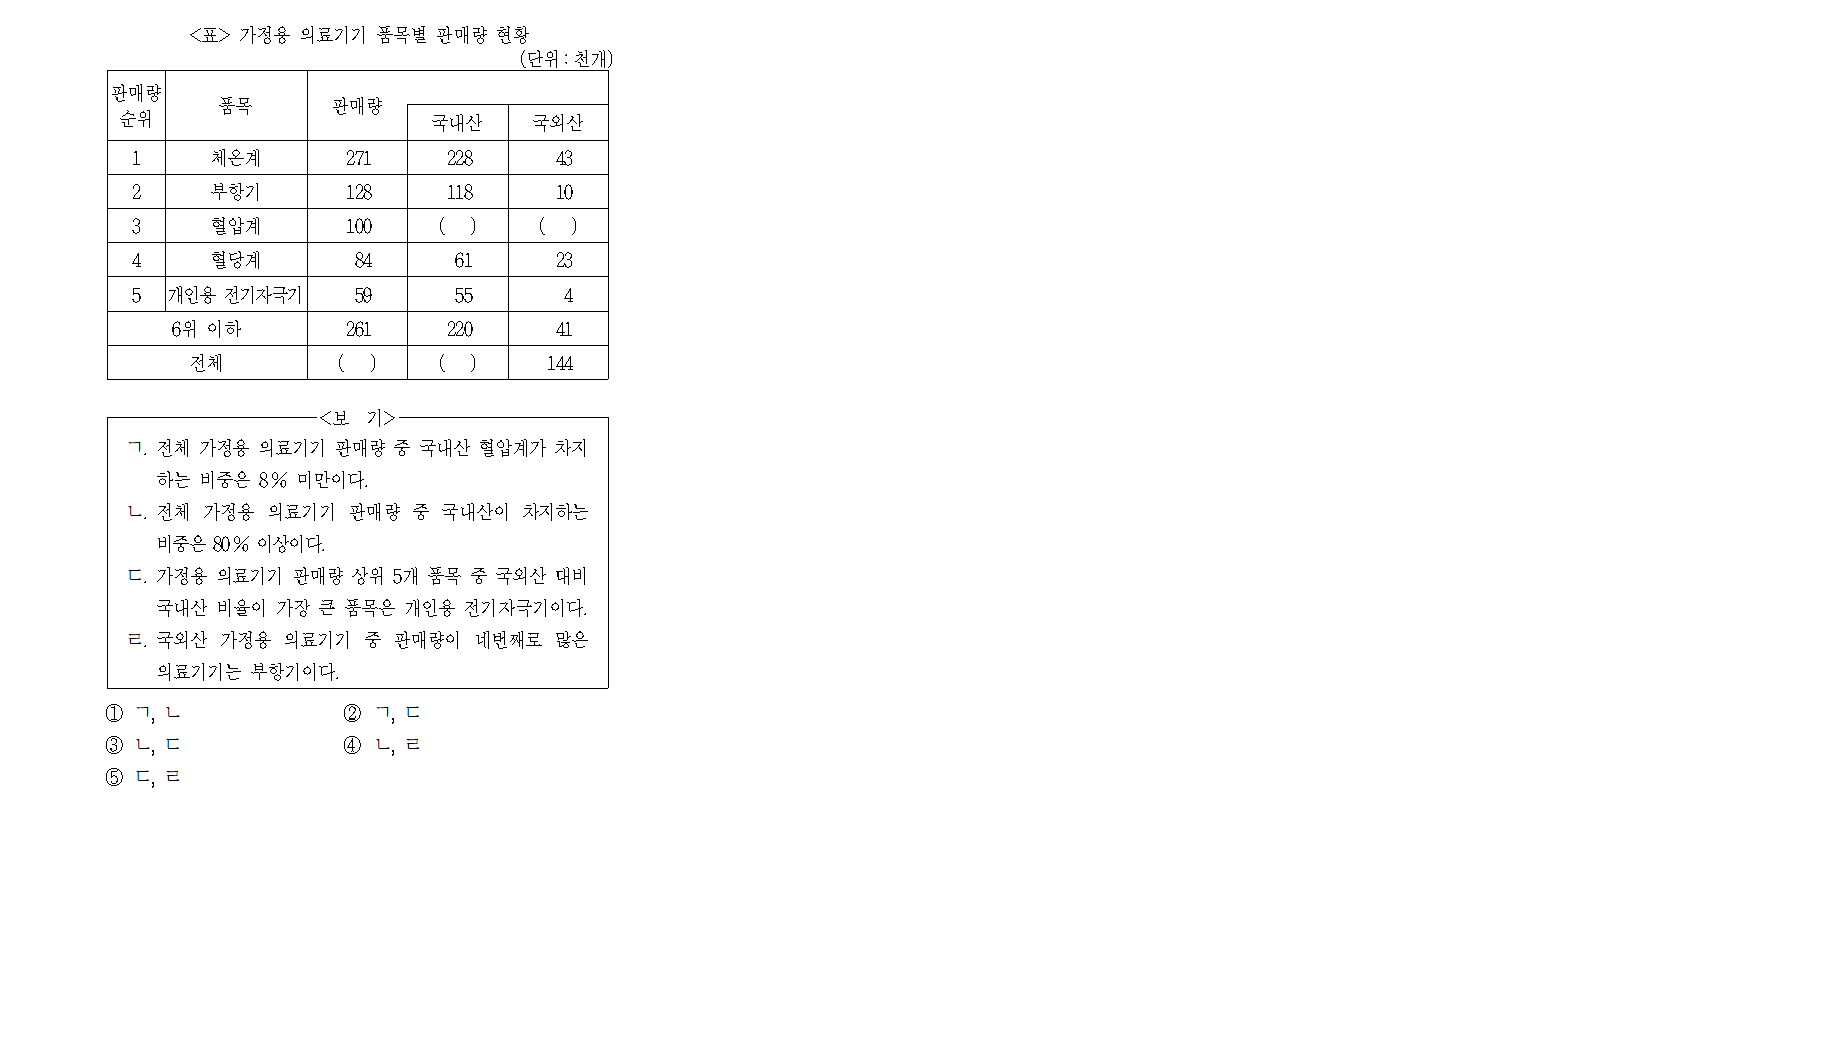 <표> 가정용 의료기기 품목별 판매량 현황
(단위 : 천개)
판매량 순위 품목 판매량 국내산 국외산
1 체온계 271 228 43
2 부항기 128 118 10
3 혈압계 100 ( ) ( )
4 혈당계 84 61 23
5 개인용 전기자극기 59 55 4
6위 이하 261 220 41
전체 ( ) ( ) 144
<보 기>
ㄱ. 전체 가정용 의료기기 판매량 중 국내산 혈압계가 차지
하는 비중은 8% 미만이다.
ㄴ. 전체 가정용 의료기기 판매량 중 국내산이 차지하는
비중은 80% 이상이다.
ㄷ. 가정용 의료기기 판매량 상위 5개 품목 중 국외산 대비
국내산 비율이 가장 큰 품목은 개인용 전기자극기이다.
ㄹ. 국외산 가정용 의료기기 중 판매량이 네번째로 많은
의료기기는 부항기이다.
① ㄱ, ㄴ ② ㄱ, ㄷ
③ ㄴ, ㄷ ④ ㄴ, ㄹ
⑤ ㄷ, ㄹ